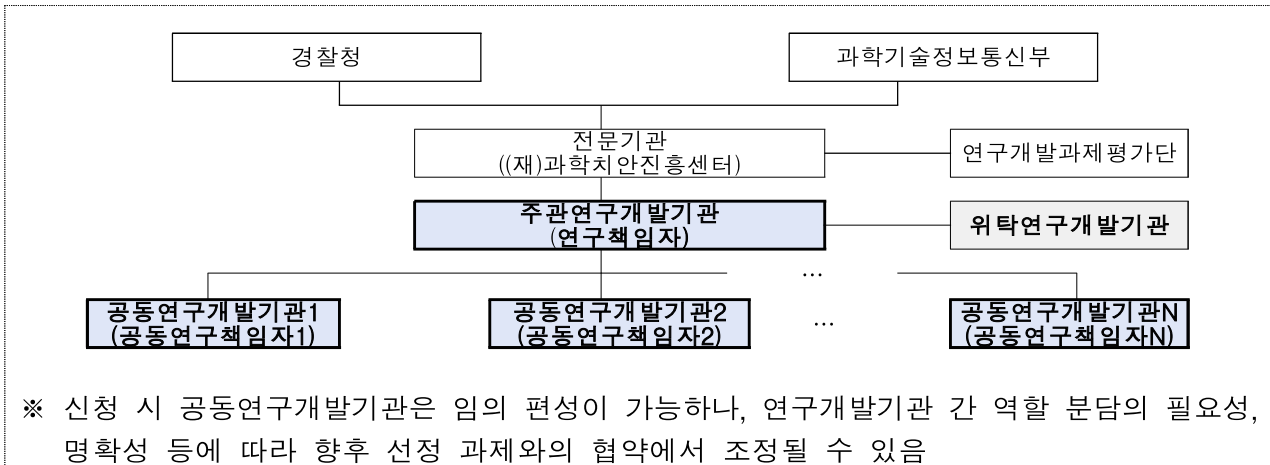 경찰청
과학기술정보통신부
전문기관
((재)과학치안진흥센터)
연구개발과제평가단
주관연구개발기관
(연구책임자)
위탁연구개발기관
...
공동연구개발기관1
(공동연구책임자1)
공동연구개발기관2
(공동연구책임자2)
...
공동연구개발기관N
(공동연구책임자N)
※ 신청 시 공동연구개발기관은 임의 편성이 가능하나, 연구개발기관 간 역할 분담의 필요성,
명확성 등에 따라 향후 선정 과제와의 협약에서 조정될 수 있음